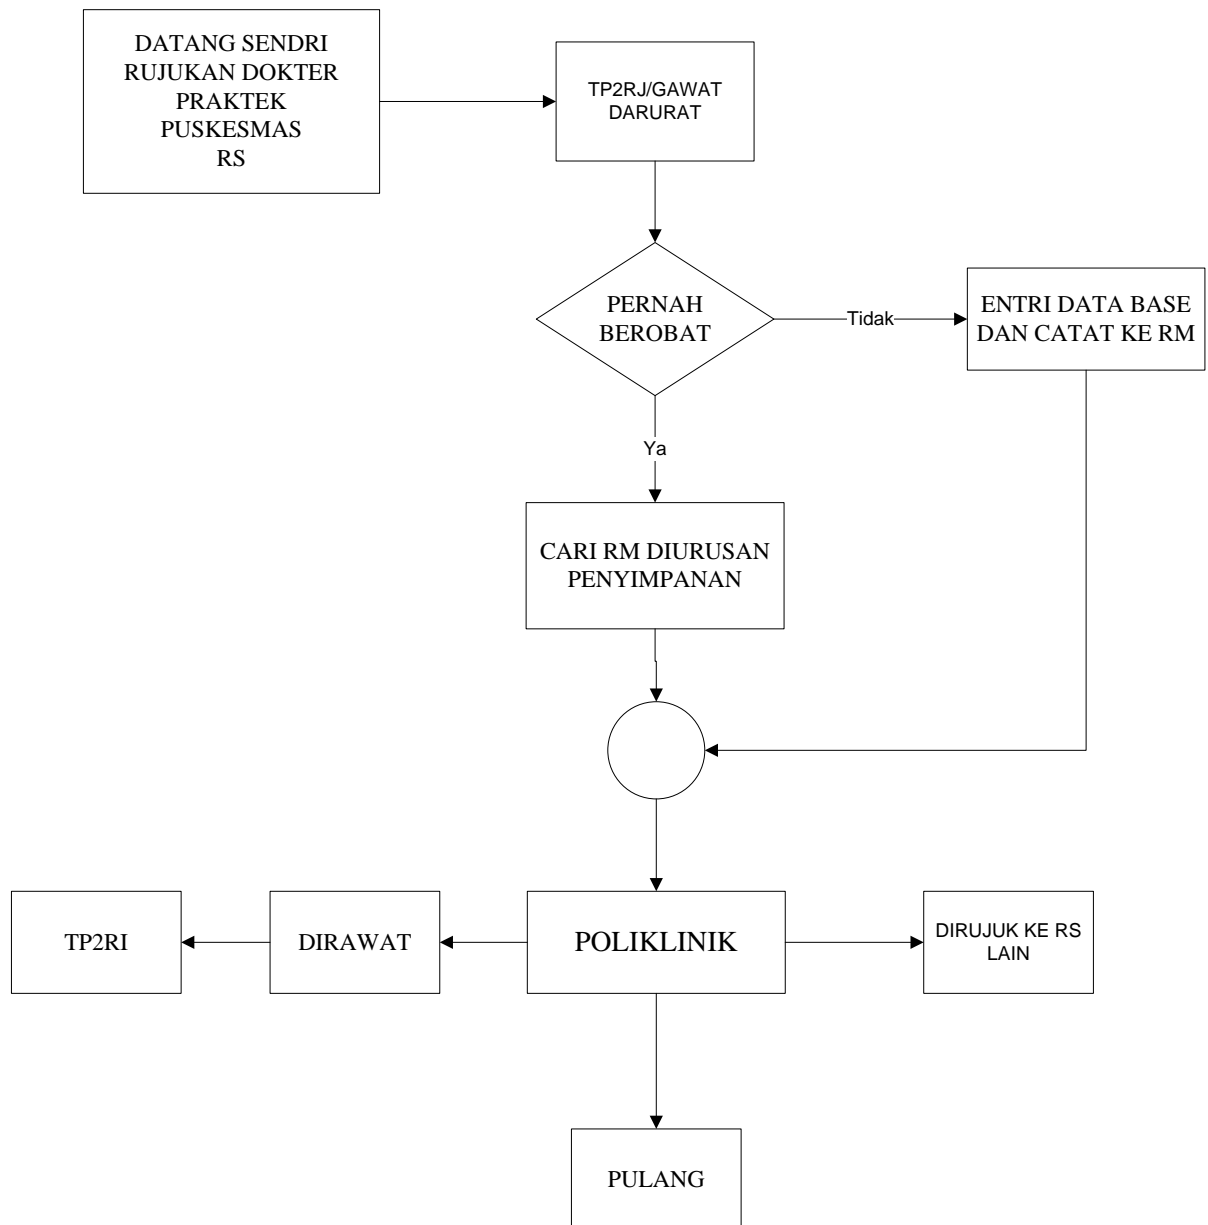 DATANG SENDRI
RUJUKAN DOKTER
PRAKTEK
PUSKESMAS
RS
TP2RJ/GAWAT
DARURAT
PERNAH
BEROBAT
Tidak
ENTRI DATA BASE
DAN CATAT KE RM
Ya
CARI RM DIURUSAN
PENYIMPANAN
TP2RI
DIRAWAT
POLIKLINIK
DIRUJUK KE RS
LAIN
PULANG